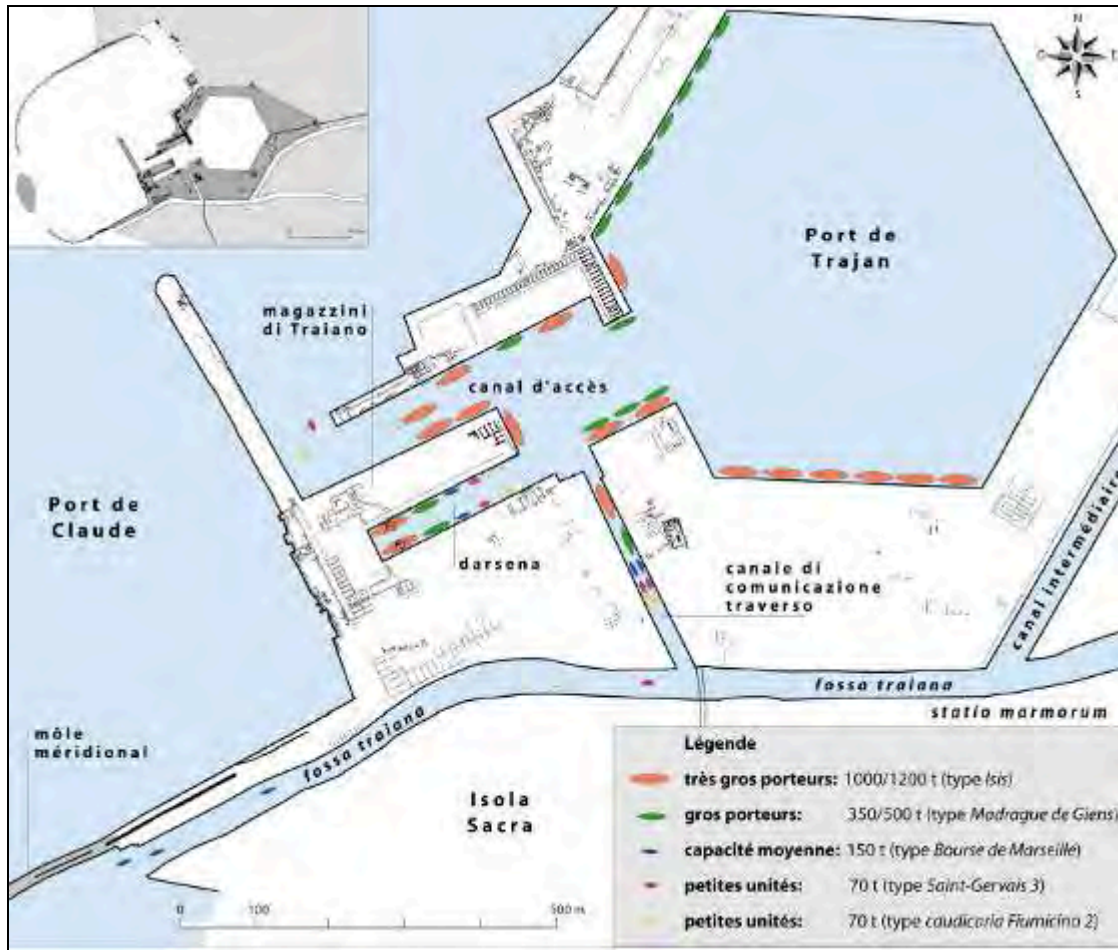 N
O
E
S
Port de
Trajan
magazzini
di Traiano
canal d'accès
Port de
Claude
darsena
canale di
comunicazione
traverso
canal intermédiaire
fossa traiana
statio marmorum
fossa traiana
môle
méridional
Isola
Sacra
0 100 500 m
Légende
très gros porteurs: 1000/1200 t (type Isis)
gros porteurs: 350/500 t (type Madrague de Giens)
capacité moyenne: 150 t (type Bourse de Marseille)
petites unités: 70 t (type Saint-Gervais 3)
petites unités: 70 t (type caudicaria Fiumicino 2)